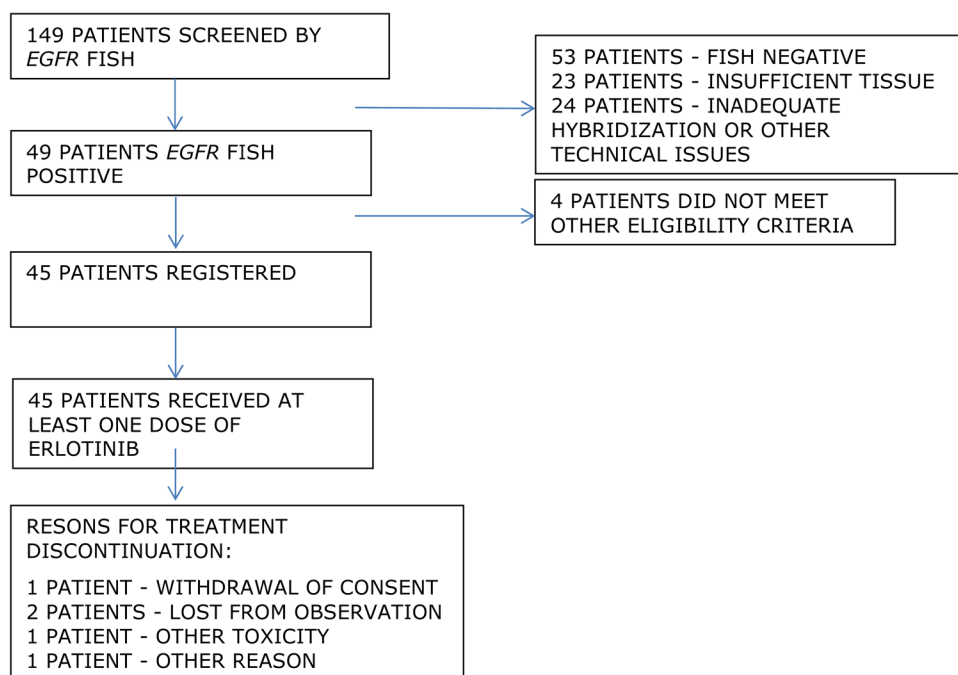 149 PATIENTS SCREENED BY
EGFR FISH
53 PATIENTS - FISH NEGATIVE
23 PATIENTS - INSUFFICIENT TISSUE
24 PATIENTS - INADEQUATE
HYBRIDIZATION OR OTHER
TECHNICAL ISSUES
49 PATIENTS EGFR FISH
POSITIVE
4 PATIENTS DID NOT MEET
OTHER ELIGIBILITY CRITERIA
45 PATIENTS REGISTERED
45 PATIENTS RECEIVED AT
LEAST ONE DOSE OF
ERLOTINIB
RESONS FOR TREATMENT
DISCONTINUATION:
1 PATIENT - WITHDRAWAL OF CONSENT
2 PATIENTS - LOST FROM OBSERVATION
1 PATIENT - OTHER TOXICITY
1 PATIENT - OTHER REASON